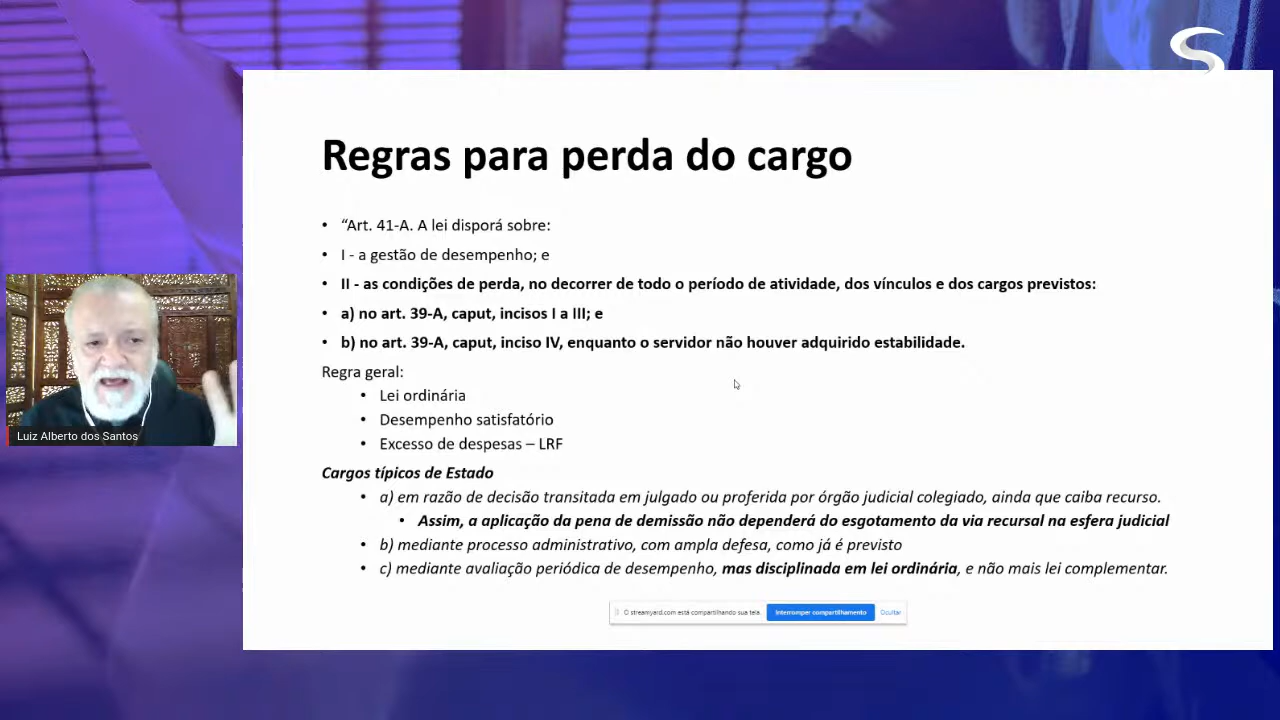 Regras para perda do cargo
• “Art. 41-A. A lei disporá sobre:
• I - a gestão de desempenho; e
• II - as condições de perda, no decorrer de todo o período de atividade, dos vínculos e dos cargos previstos:
• a) no art. 39-A, caput, incisos I a III; e
• b) no art. 39-A, caput, inciso IV, enquanto o servidor não houver adquirido estabilidade.
Regra geral:
• Lei ordinária
• Desempenho satisfatório
• Excesso de despesas – LRF
Cargos típicos de Estado
• a) em razão de decisão transitada em julgado ou proferida por órgão judicial colegiado, ainda que caiba recurso.
• Assim, a aplicação da pena de demissão não dependerá do esgotamento da via recursal na esfera judicial
• b) mediante processo administrativo, com ampla defesa, como já é previsto
• c) mediante avaliação periódica de desempenho, mas disciplinada em lei ordinária, e não mais lei complementar.
Luiz Alberto dos Santos
O streamyard.com está compartilhando sua tela. Interromper compartilhamento Ocultar
S